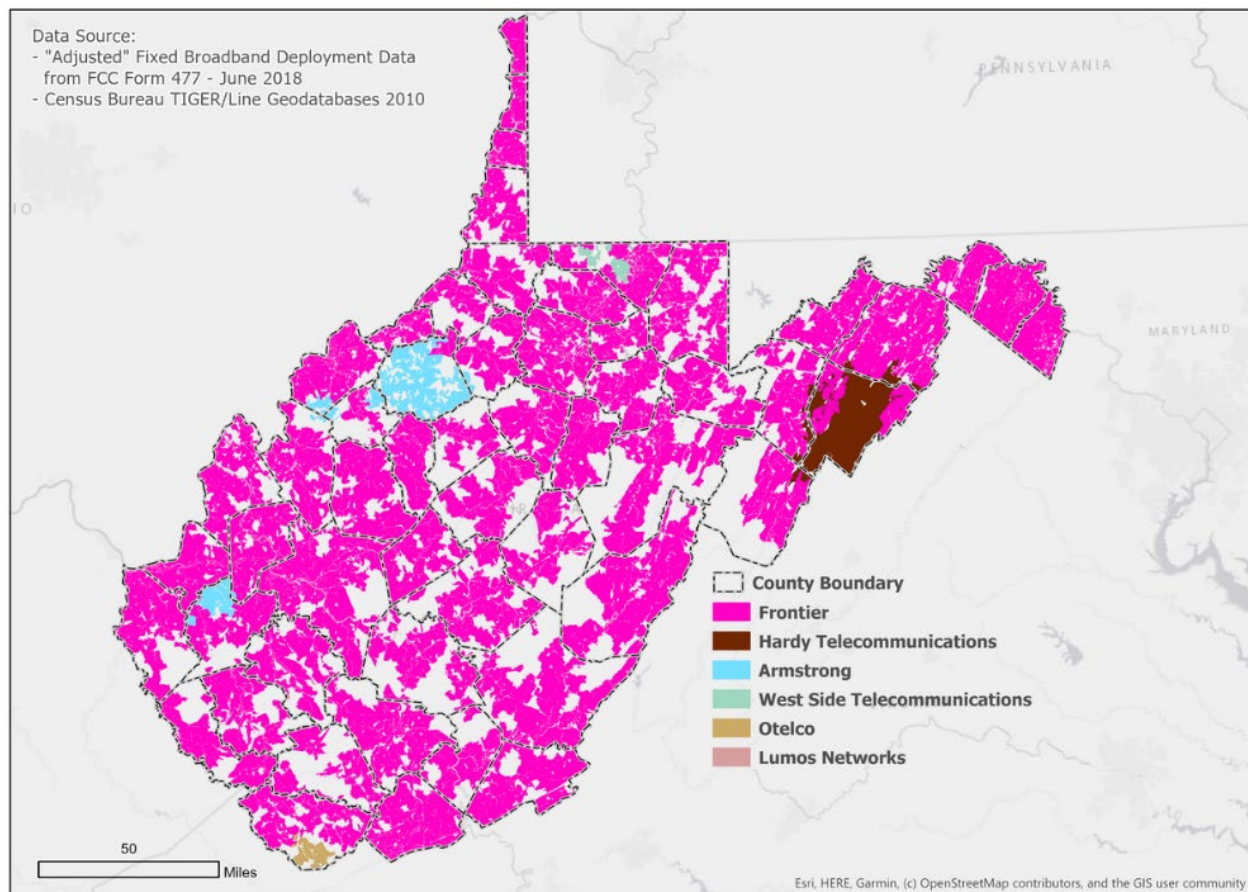 Data Source:
- "Adjusted" Fixed Broadband Deployment Data
from FCC Form 477 - June 2018
- Census Bureau TIGER/Line Geodatabases 2010
PENNSYLVANIA
IO
MARYLAND
County Boundary
Frontier
Hardy Telecommunications
Armstrong
West Side Telecommunications
Otelco
Lumos Networks
50
Miles
Esri, HERE, Garmin, (c) OpenStreetMap contributors, and the GIS user community